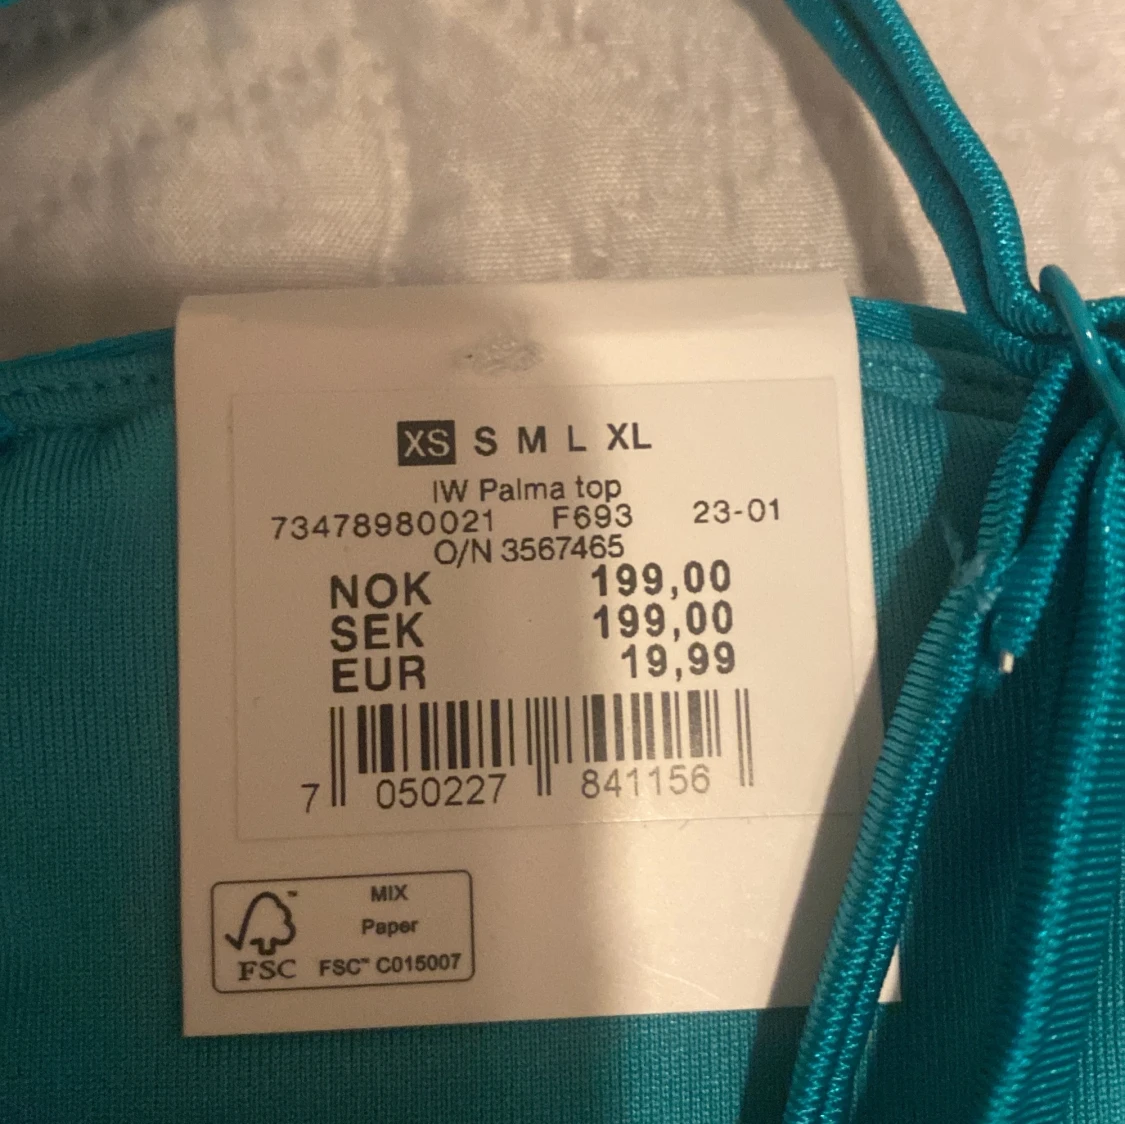 XS S M L XL
IW Palma top
73478980021 F693 23-01
O/N 3567465
NOK 199,00
SEK 199,00
EUR 19,99
7 050227 841156
MIX
Paper
FSC™ C015007
FSC